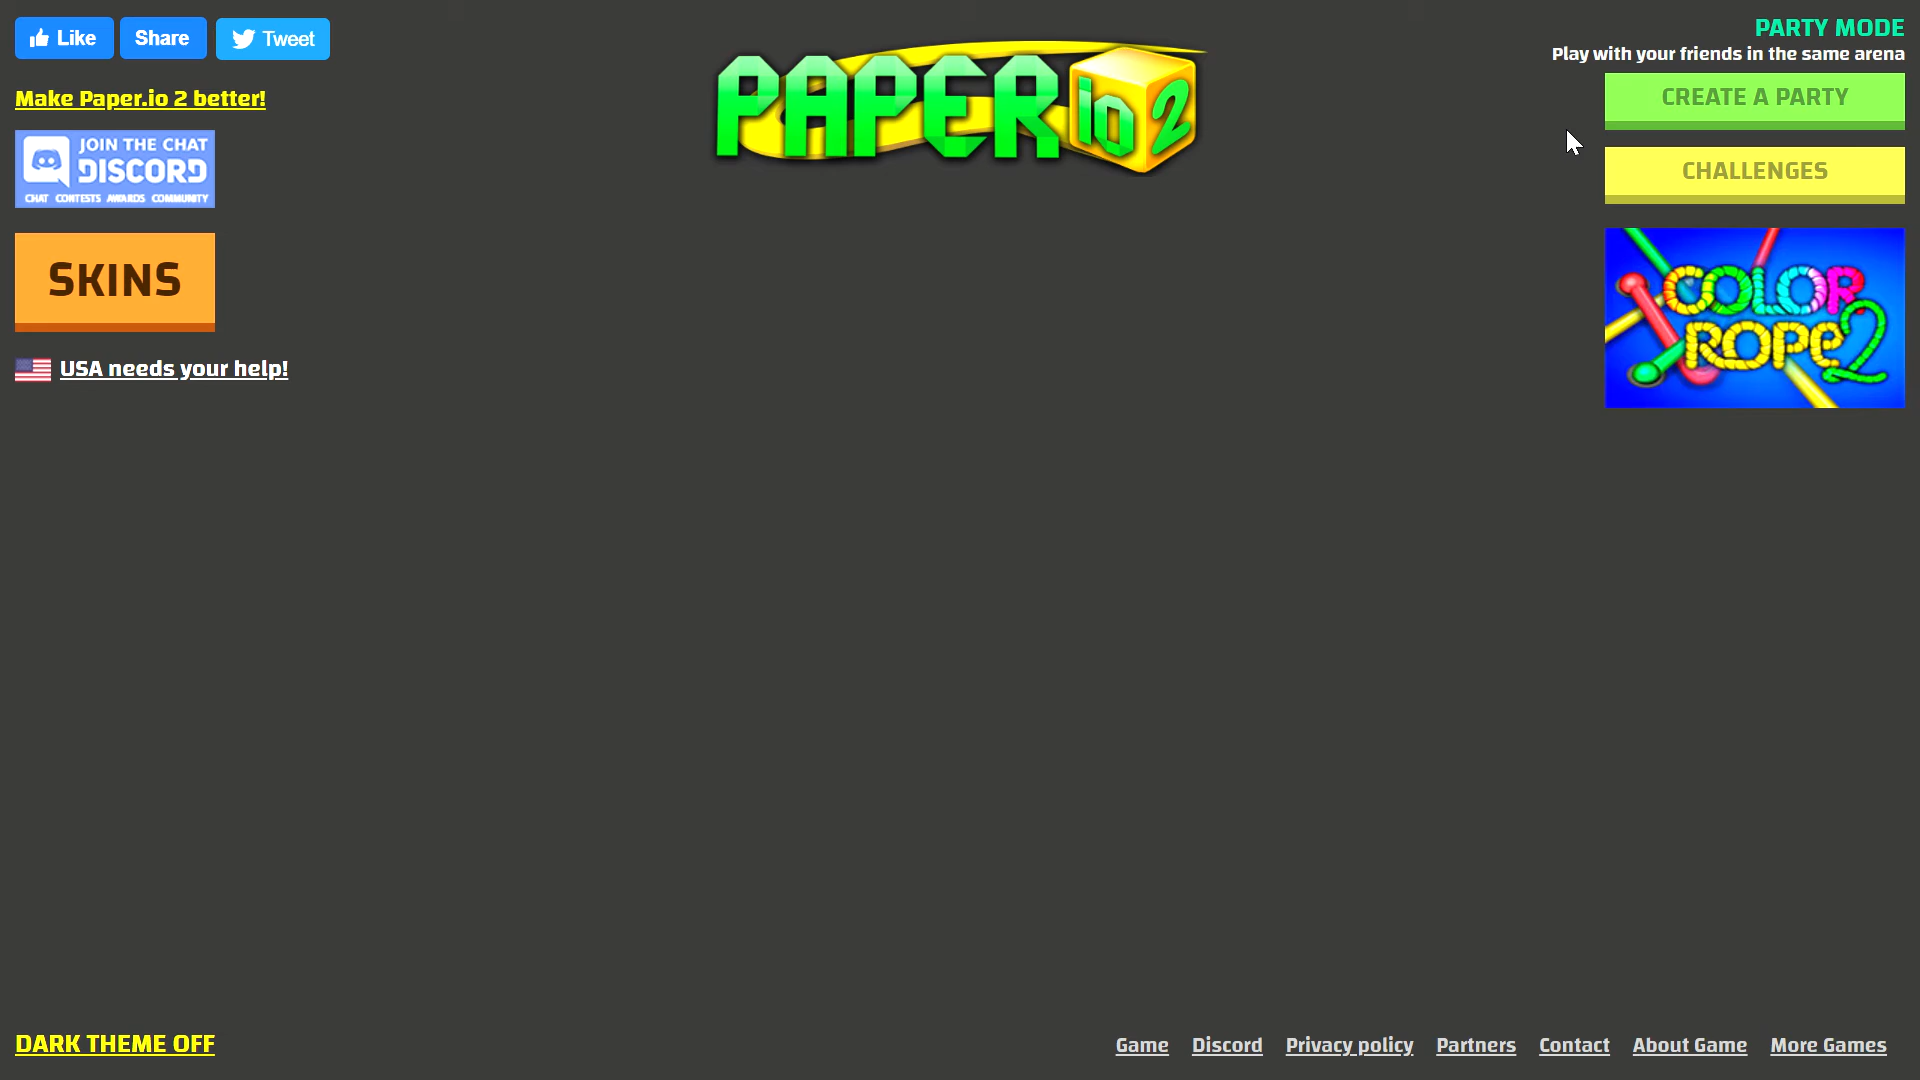 Like Share Tweet
Make Paper.io 2 better!
JOIN THE CHAT
DISCORD
CHAT CONTESTS AWARDS COMMUNITY
SKINS
USA needs your help!
PAPER io 2
PARTY MODE
Play with your friends in the same arena
CREATE A PARTY
CHALLENGES
COLOR
ROPE 2
DARK THEME OFF
Game Discord Privacy policy Partners Contact About Game More Games